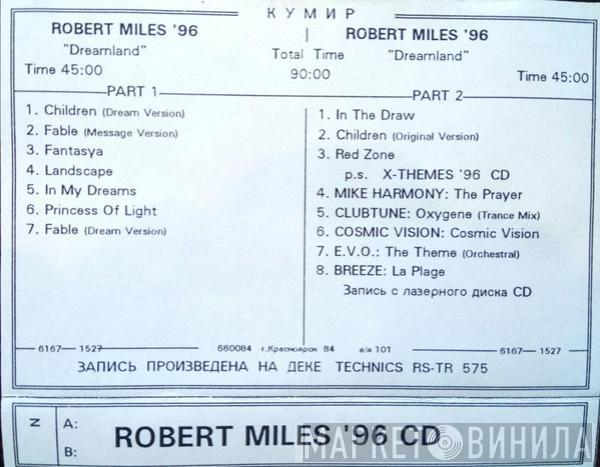 КУМИР
ROBERT MILES '96
ROBERT MILES '96
"Dreamland"
Total Time
"Dreamland"
Time 45:00
90:00
Time 45:00
PART 1
PART 2
1. Children (Dream Version)
2. Fable (Message Version)
3. Fantasya
4. Landscape
5. In My Dreams
6. Princess Of Light
7. Fable (Dream Version)
1. In The Draw
2. Children (Original Version)
3. Red Zone
p.s. X-THEMES '96 CD
4. MIKE HARMONY: The Prayer
5. CLUBTUNE: Oxygene (Trance Mix)
6. COSMIC VISION: Cosmic Vision
7. E.V.O.: The Theme (Orchestral)
8. BREEZE: La Plage
Запись с лазерного диска CD
6167 — 1527 660084 г.Красноярск 84 а/я 101 6167 — 1527
ЗАПИСЬ ПРОИЗВЕДЕНА НА ДЕКЕ TECHNICS RS-TR 575
N
A:
B:
ROBERT MILES '96 CD
МАРКЕТ ВИНИЛА